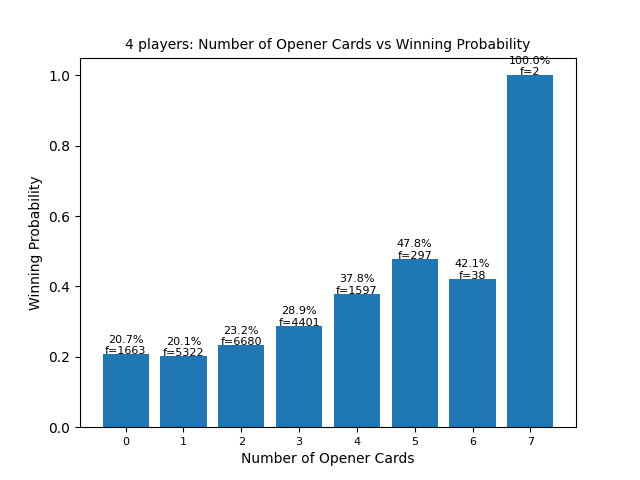 4 players: Number of Opener Cards vs Winning Probability
100.0%
f=2
1.0
0.8
0.6
47.8%
f=297
42.1%
f=38
37.8%
f=1597
0.4
28.9%
f=4401
23.2%
f=6680
20.7%
f=1663
20.1%
f=5322
0.2
0.0
Winning Probability
0 1 2 3 4 5 6 7
Number of Opener Cards